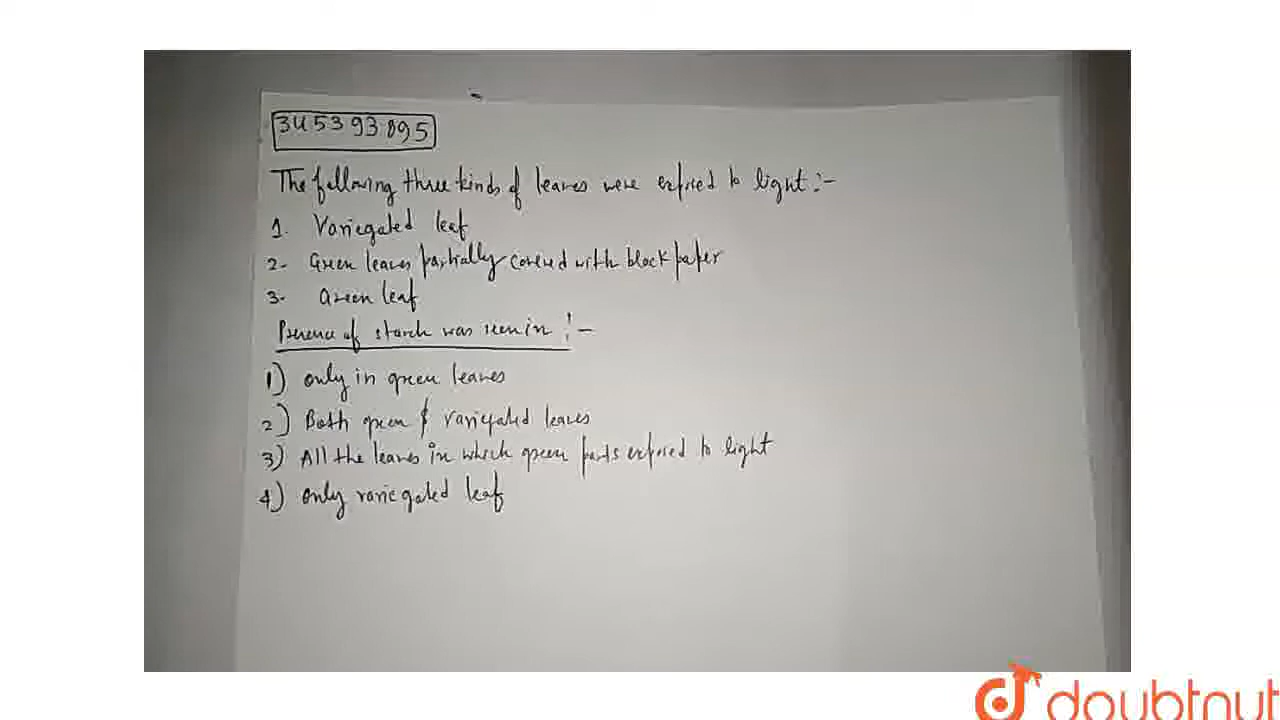 345393895
The following three kinds of leaves were exposed to light :-
1. Variegated leaf
2- Green leaves partially covered with black paper
3- Green leaf
Presence of starch was seen in :-
1) only in green leaves
2) Both green & variegated leaves
3) All the leaves in which green parts exposed to light
4) only variegated leaf
doubtnut